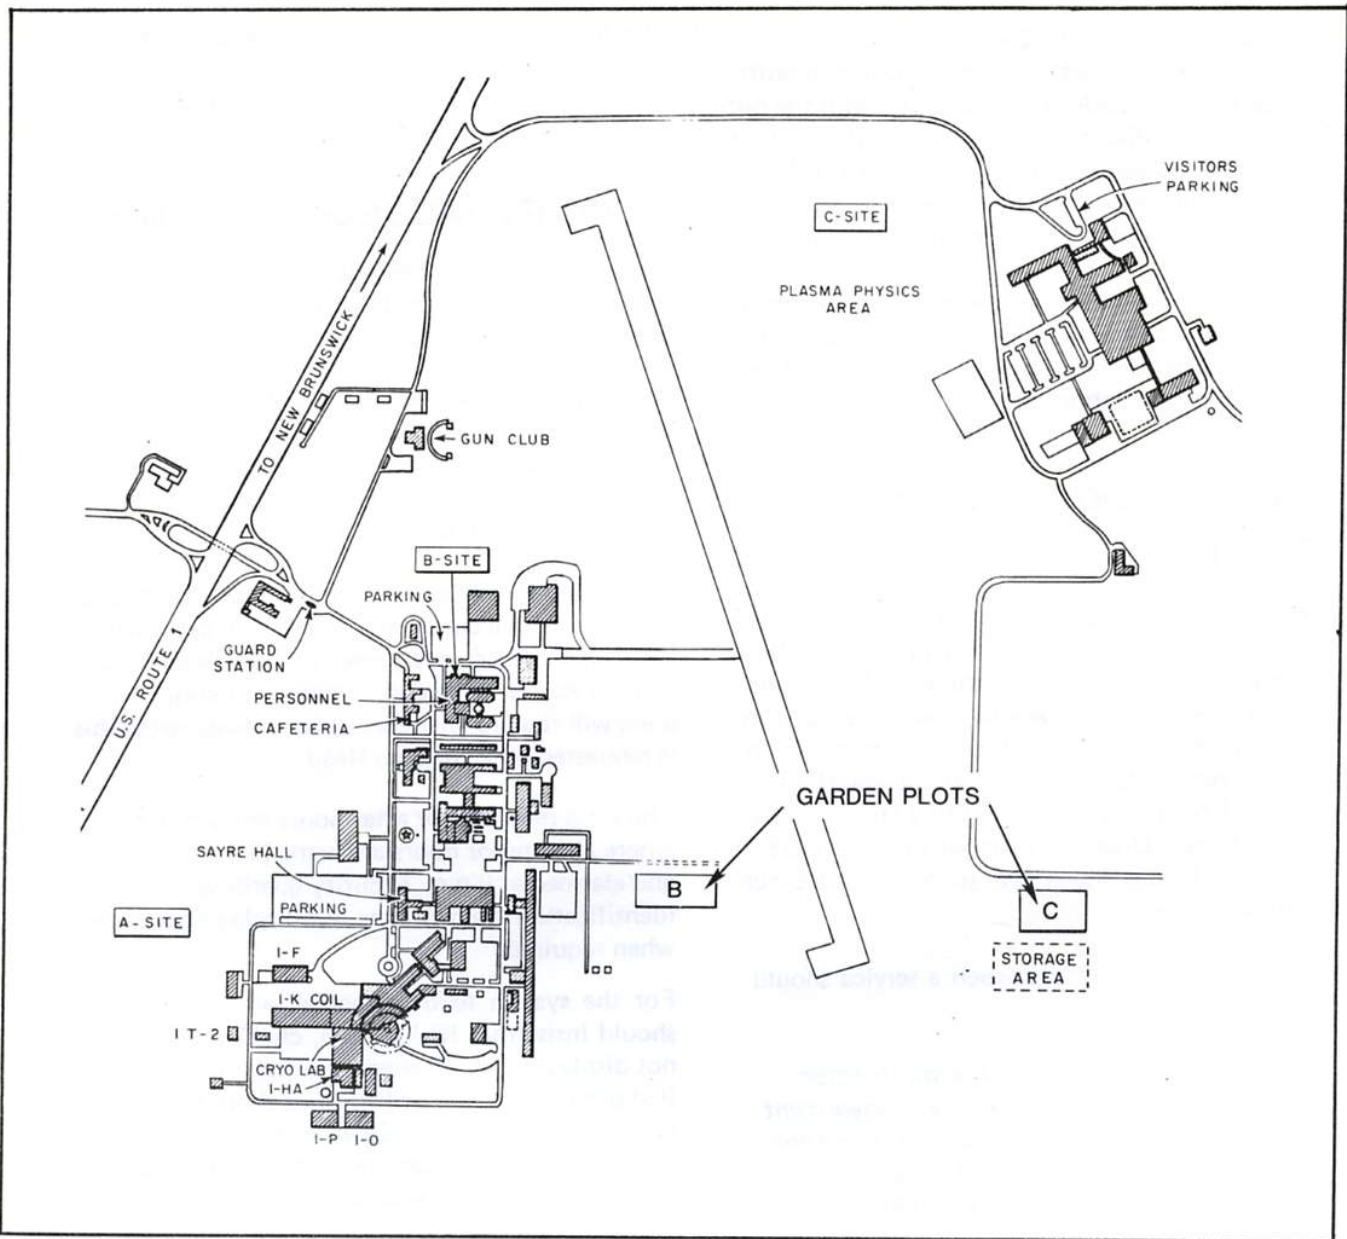 VISITORS
PARKING
C-SITE
PLASMA PHYSICS
AREA
TO NEW BRUNSWICK
GUN CLUB
B-SITE
PARKING
U.S. ROUTE 1
GUARD
STATION
PERSONNEL
CAFETERIA
GARDEN PLOTS
SAYRE HALL
B
PARKING
A-SITE
C
I-F
STORAGE
AREA
I-K COIL
I T-2
CRYO LAB
I-HA
I-P I-O